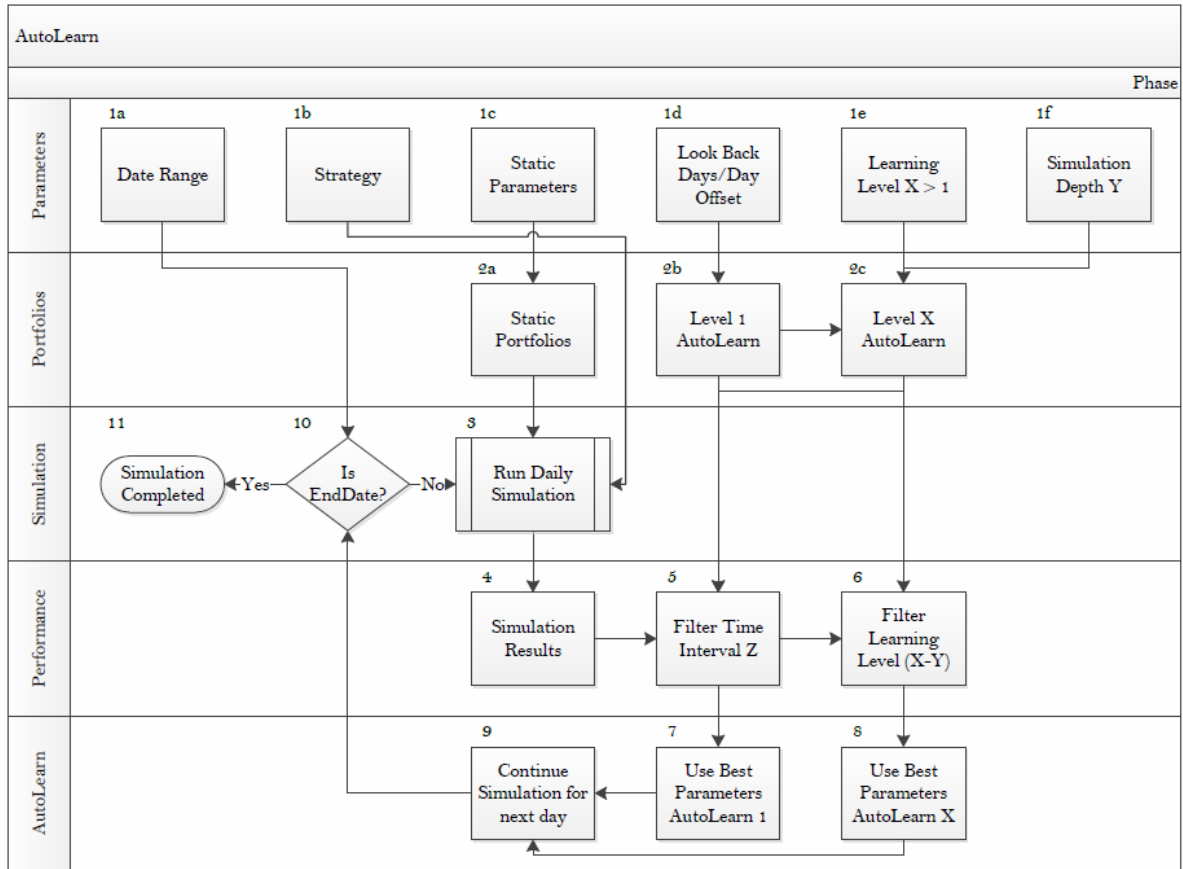 AutoLearn
Phase
Parameters
1a
1b
1c
1d
1e
1f
Date Range
Strategy
Static
Parameters
Look Back
Days/Day
Offset
Learning
Level X > 1
Simulation
Depth Y
Portfolios
2a
2b
2c
Static
Portfolios
Level 1
AutoLearn
Level X
AutoLearn
Simulation
11
10
3
Simulation
Completed
Yes
Is
EndDate?
No
Run Daily
Simulation
Performance
4
5
6
Simulation
Results
Filter Time
Interval Z
Filter
Learning
Level (X-Y)
AutoLearn
9
7
8
Continue
Simulation for
next day
Use Best
Parameters
AutoLearn 1
Use Best
Parameters
AutoLearn X